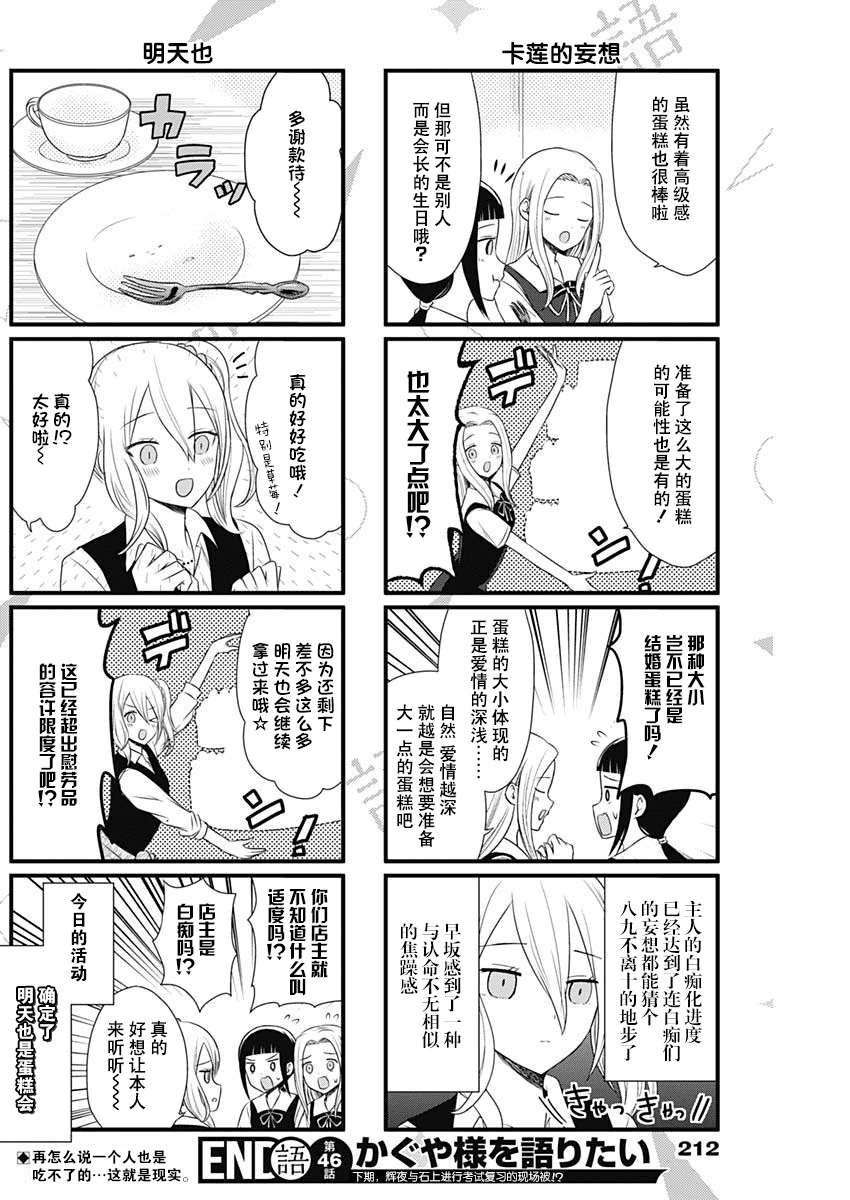 卡莲的妄想
虽然有着高级感
的蛋糕也很棒啦
但那可不是别人
而是会长的生日哦？
准备了这么大的蛋糕
的可能性也是有的！
デデ
ン!!
也太大了点吧!?
那种大小
岂不已经是
结婚蛋糕了吗！
蛋糕的大小体现的
正是爱情的深浅……
自然 爱情越深
就越是会想要准备
大一点的蛋糕吧
主人的白痴化进度
已经达到了连白痴们
的妄想都能猜个
八九不离十的地步了
早坂感到了一种
与认命不无相似
的焦躁感
きゃっ
きゃっ!!
明天也
多谢款待～～
カラッ
真的好好吃哦！
特别是草莓！
真的!?
太好啦～
因为还剩下
差不多这么多
明天也会继续
拿过来哦☆
デン!!
这已经超出慰劳品
的容许限度了吧!?
你们店主就
不知道什么叫
适度吗!?
店主是
白痴吗!?
真的
好想让本人
来听听～～
今日的活动
确定了
明天也是蛋糕会
再怎么说一个人也是
吃不了的…这就是现实。
END
語
第46話
かぐや様を語りたい
212
下期，辉夜与石上进行考试复习的现场被!?
語